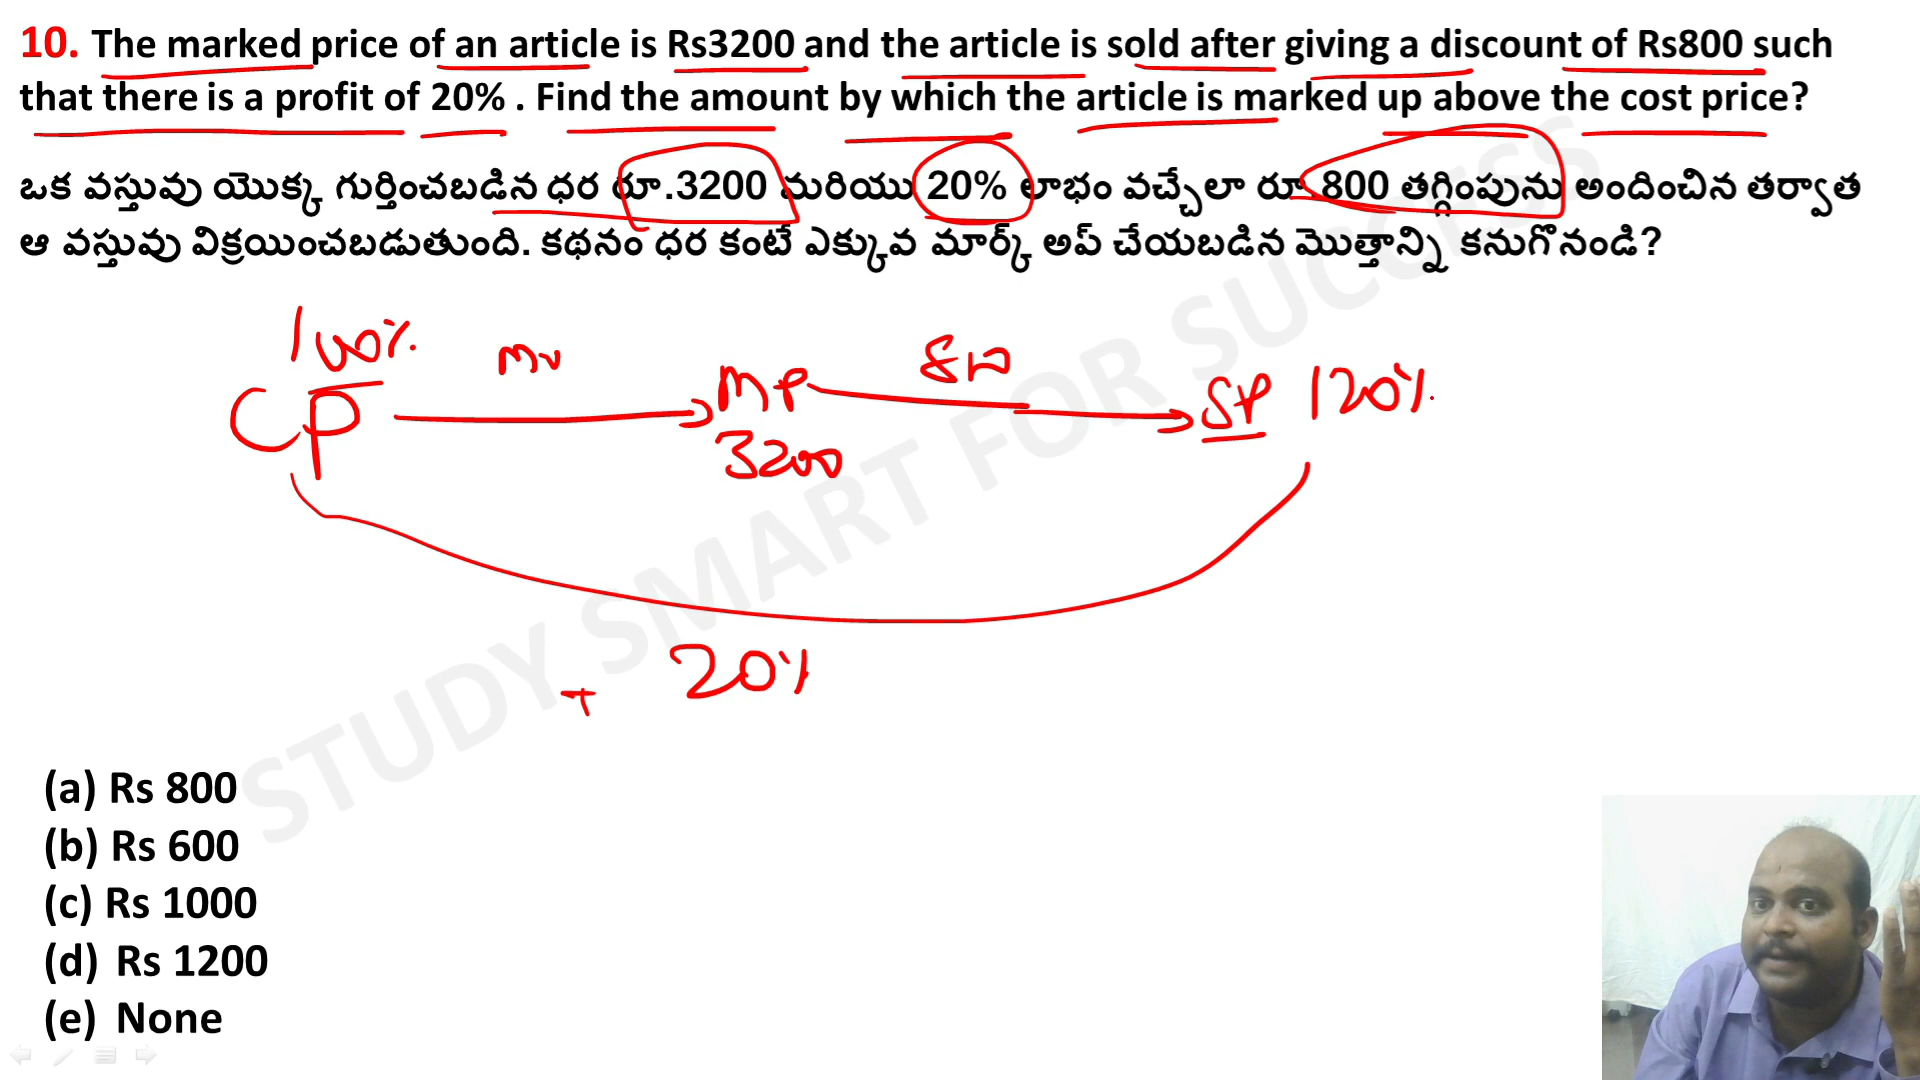 10. The marked price of an article is Rs3200 and the article is sold after giving a discount of Rs800 such
that there is a profit of 20% . Find the amount by which the article is marked up above the cost price?
ఒక వస్తువు యొక్క గుర్తించబడిన ధర రూ.3200 మరియు 20% లాభం వచ్చేలా రూ 800 తగ్గింపును అందించిన తర్వాత
ఆ వస్తువు విక్రయించబడుతుంది. కథనం ధర కంటే ఎక్కువ మార్క్ అప్ చేయబడిన మొత్తాన్ని కనుగొనండి?
100% mu 800
CP MP SP 120%
3200
+ 20%
STUDY SMART FOR SUCCESS
(a) Rs 800
(b) Rs 600
(c) Rs 1000
(d) Rs 1200
(e) None